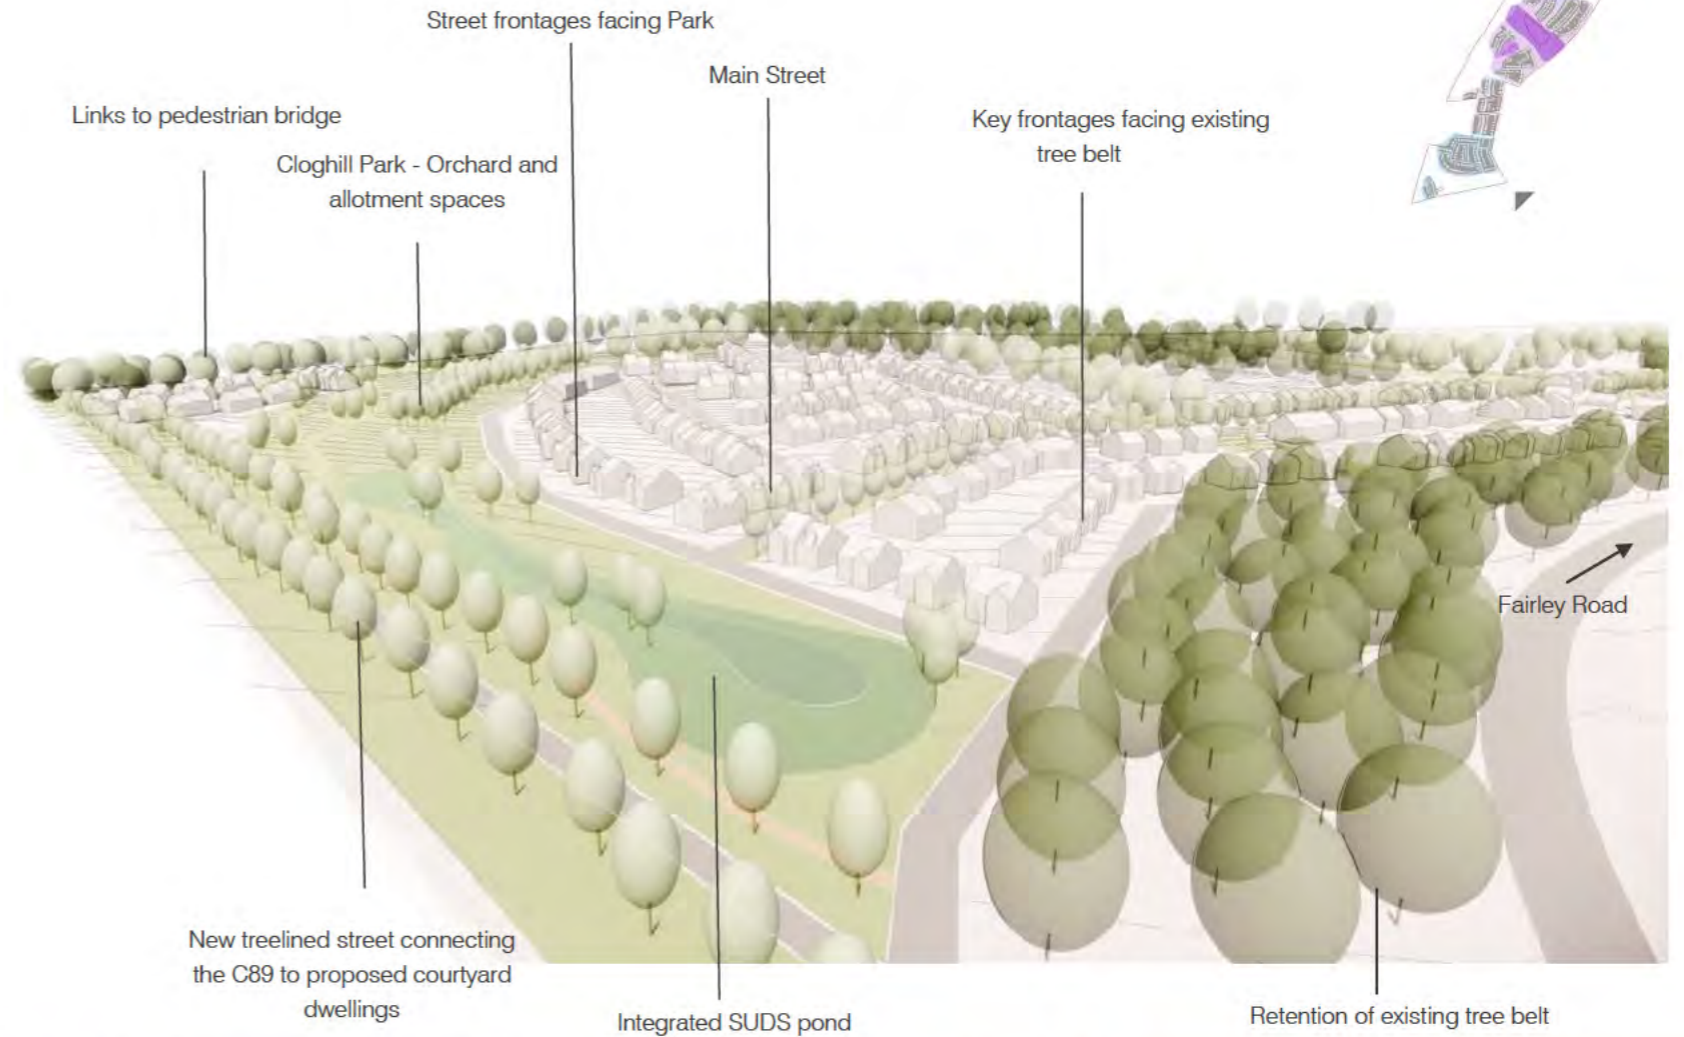 Street frontages facing Park
Main Street
Links to pedestrian bridge
Key frontages facing existing
tree belt
Cloghill Park - Orchard and
allotment spaces
Fairley Road
New treelined street connecting
the C89 to proposed courtyard
dwellings
Integrated SUDS pond
Retention of existing tree belt